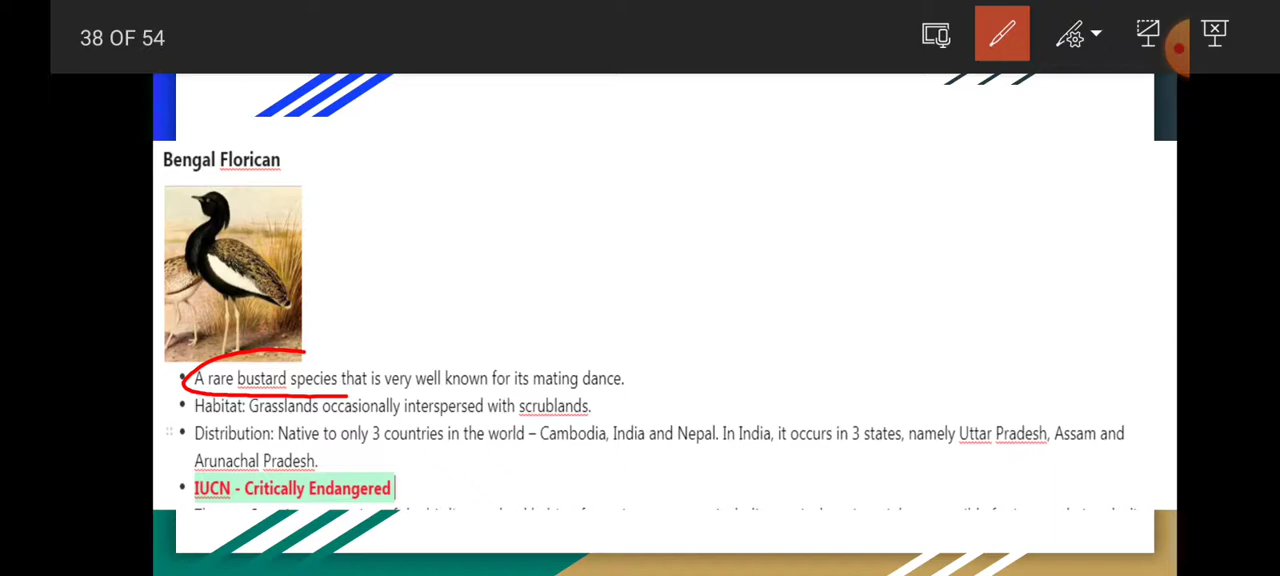 38 OF 54
Bengal Florican
• A rare bustard species that is very well known for its mating dance.
• Habitat: Grasslands occasionally interspersed with scrublands.
• Distribution: Native to only 3 countries in the world – Cambodia, India and Nepal. In India, it occurs in 3 states, namely Uttar Pradesh, Assam and
Arunachal Pradesh.
• IUCN - Critically Endangered